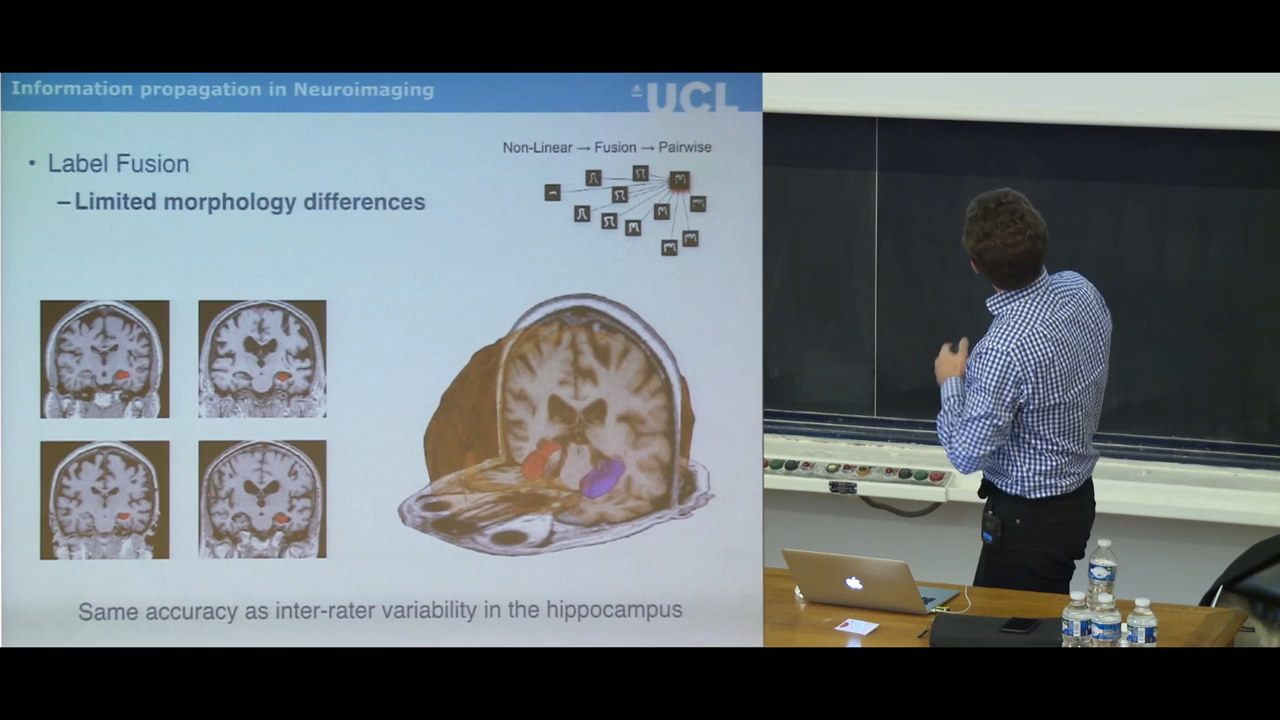 Information propagation in Neuroimaging
UCL
• Label Fusion
Non-Linear → Fusion → Pairwise
– Limited morphology differences
Same accuracy as inter-rater variability in the hippocampus